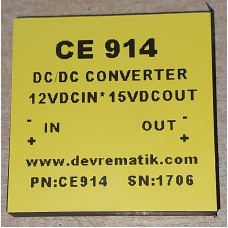 CE 914
DC/DC CONVERTER
12VDCIN* 15VDCOUT
- + IN OUT - +
www.devrematik.com
PN:CE914 SN:1706